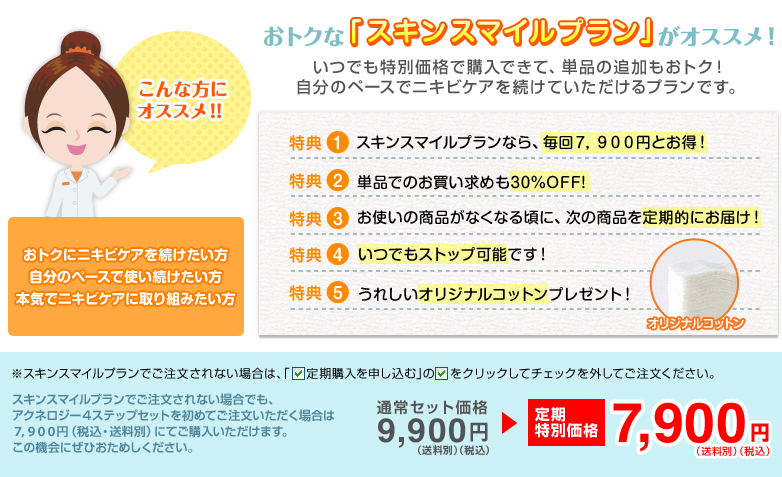 おトクな「スキンスマイルプラン」がオススメ!
いつでも特別価格で購入できて、単品の追加もおトク!
自分のペースでニキビケアを続けていただけるプランです。
こんな方に
オススメ!!
おトクにニキビケアを続けたい方
自分のペースで使い続けたい方
本気でニキビケアに取り組みたい方
特典 1 スキンスマイルプランなら、毎回7,900円とお得!
特典 2 単品でのお買い求めも30%OFF!
特典 3 お使いの商品がなくなる頃に、次の商品を定期的にお届け!
特典 4 いつでもストップ可能です!
特典 5 うれしいオリジナルコットンプレゼント!
オリジナルコットン
※スキンスマイルプランでご注文されない場合は、「☑定期購入を申し込む」の☑をクリックしてチェックを外してご注文ください。
スキンスマイルプランでご注文されない場合でも、
アクネロジー4ステップセットを初めてご注文いただく場合は
7,900円(税込・送料別)にてご購入いただけます。
この機会にぜひおためしください。
通常セット価格
9,900円
(送料別)(税込)
定期
特別価格
7,900円
(送料別)(税込)